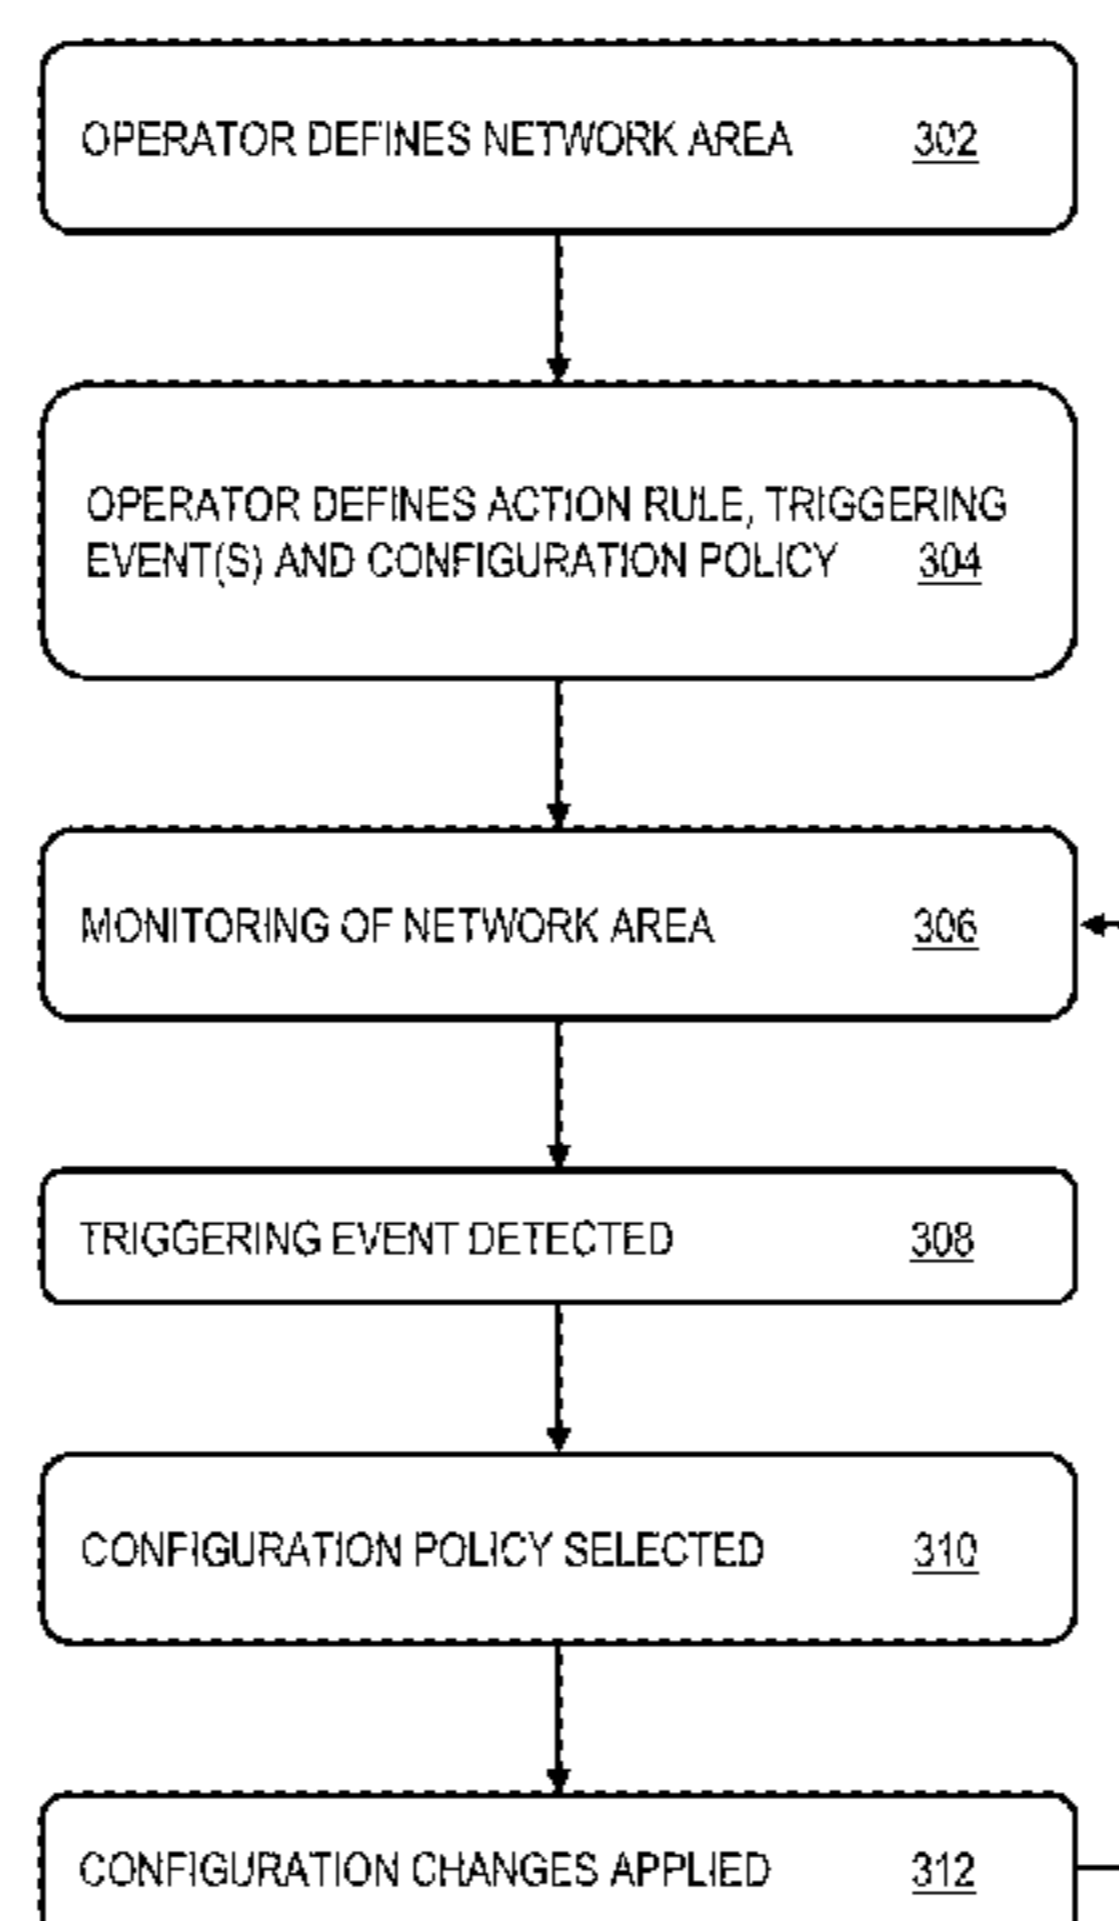 OPERATOR DEFINES NETWORK AREA 302
OPERATOR DEFINES ACTION RULE, TRIGGERING
EVENT(S) AND CONFIGURATION POLICY 304
MONITORING OF NETWORK AREA 306
TRIGGERING EVENT DETECTED 308
CONFIGURATION POLICY SELECTED 310
CONFIGURATION CHANGES APPLIED 312